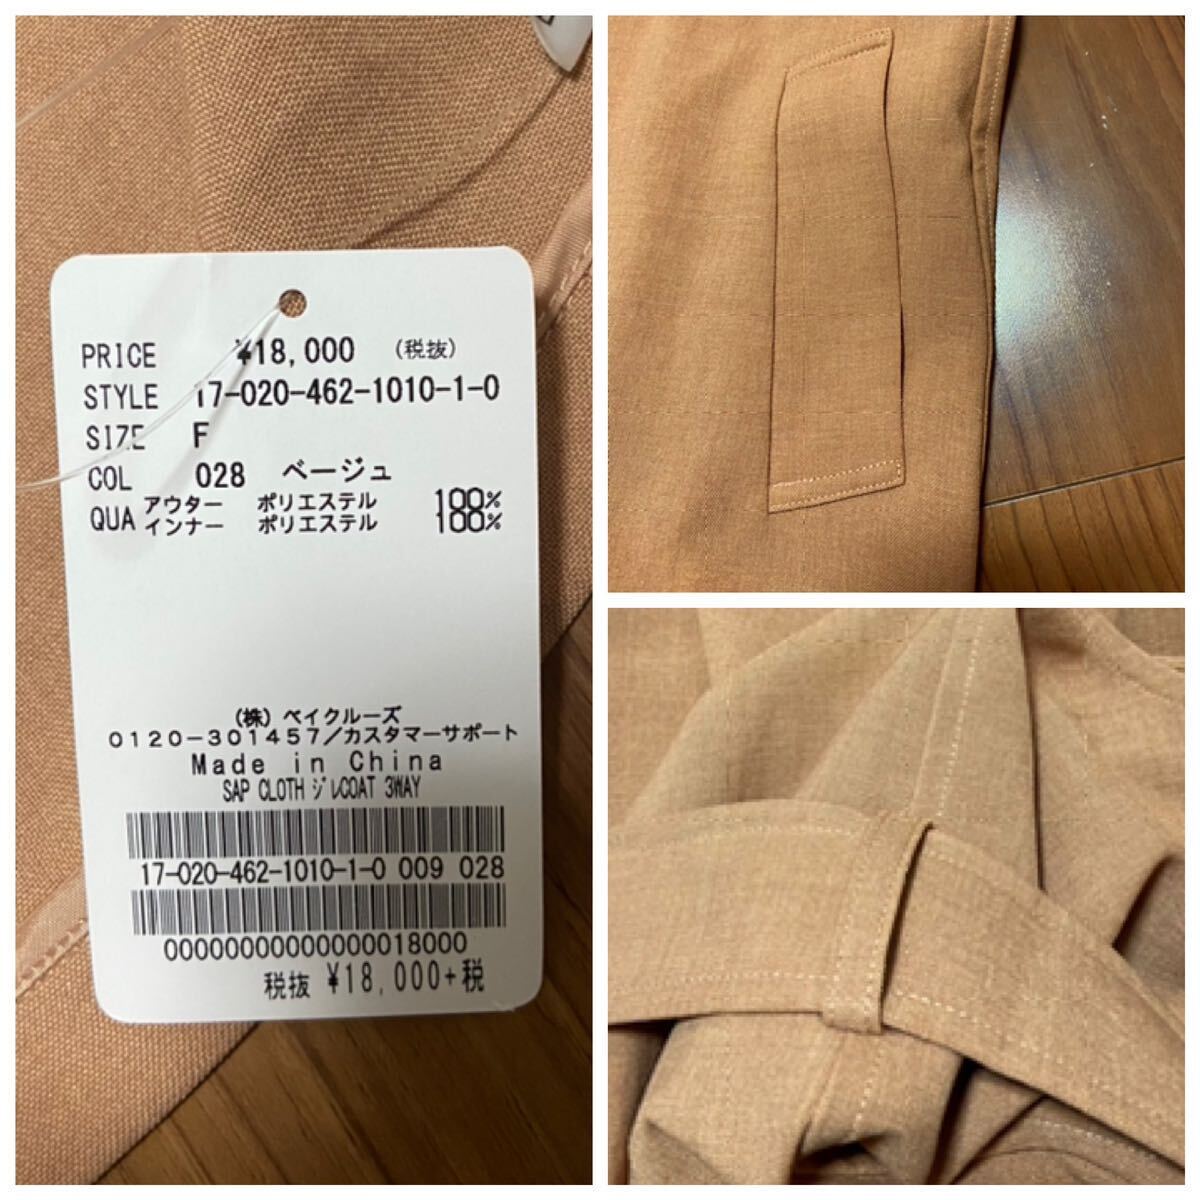 PRICE ¥18,000 (税抜)
STYLE 17-020-462-1010-1-0
SIZE F
COL 028 ベージュ
QUA アウター ポリエステル 100%
インナー ポリエステル 100%
(株) ベイクルーズ
0120-301457/カスタマーサポート
Made in China
SAP CLOTH ジレCOAT 3WAY
17-020-462-1010-1-0 009 028
00000000000000018000
税抜 ¥18,000+税